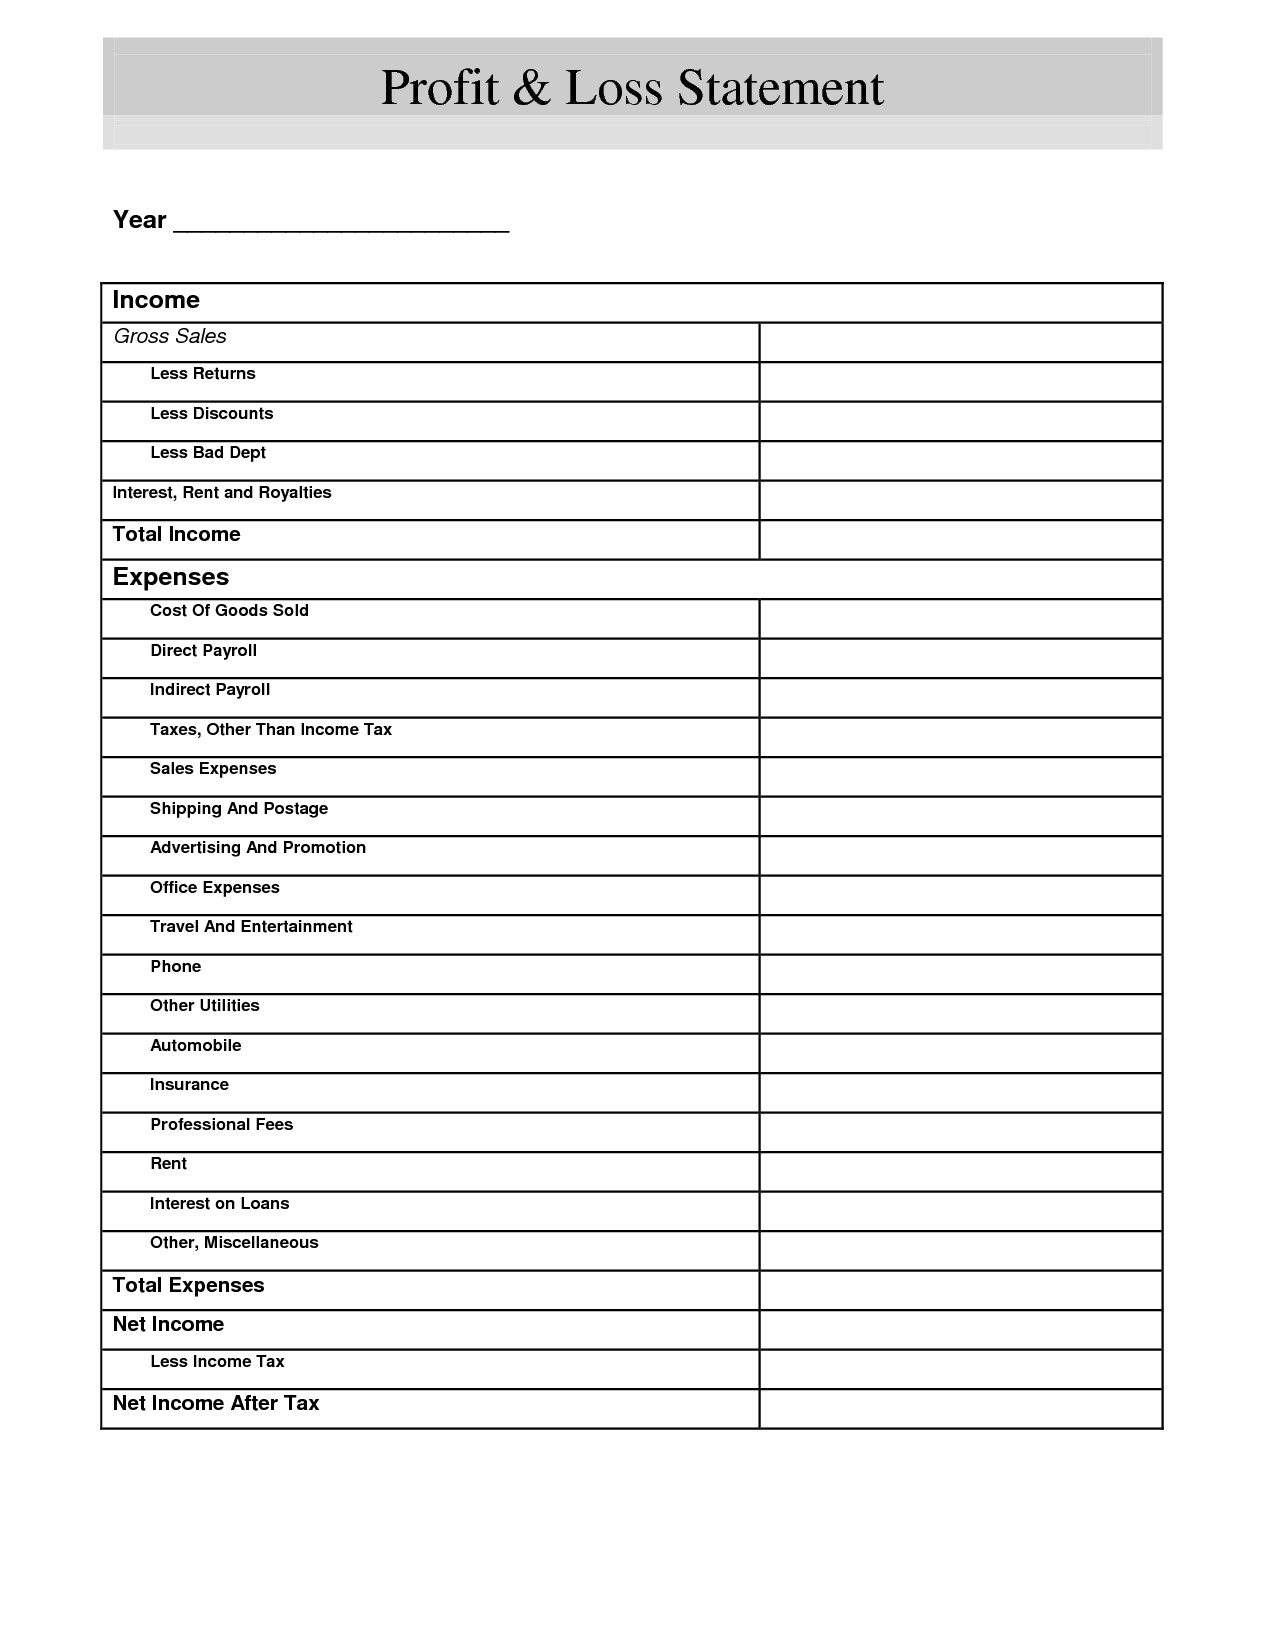 Profit & Loss Statement
Year ________________________
Income
Gross Sales
Less Returns
Less Discounts
Less Bad Dept
Interest, Rent and Royalties
Total Income
Expenses
Cost Of Goods Sold
Direct Payroll
Indirect Payroll
Taxes, Other Than Income Tax
Sales Expenses
Shipping And Postage
Advertising And Promotion
Office Expenses
Travel And Entertainment
Phone
Other Utilities
Automobile
Insurance
Professional Fees
Rent
Interest on Loans
Other, Miscellaneous
Total Expenses
Net Income
Less Income Tax
Net Income After Tax